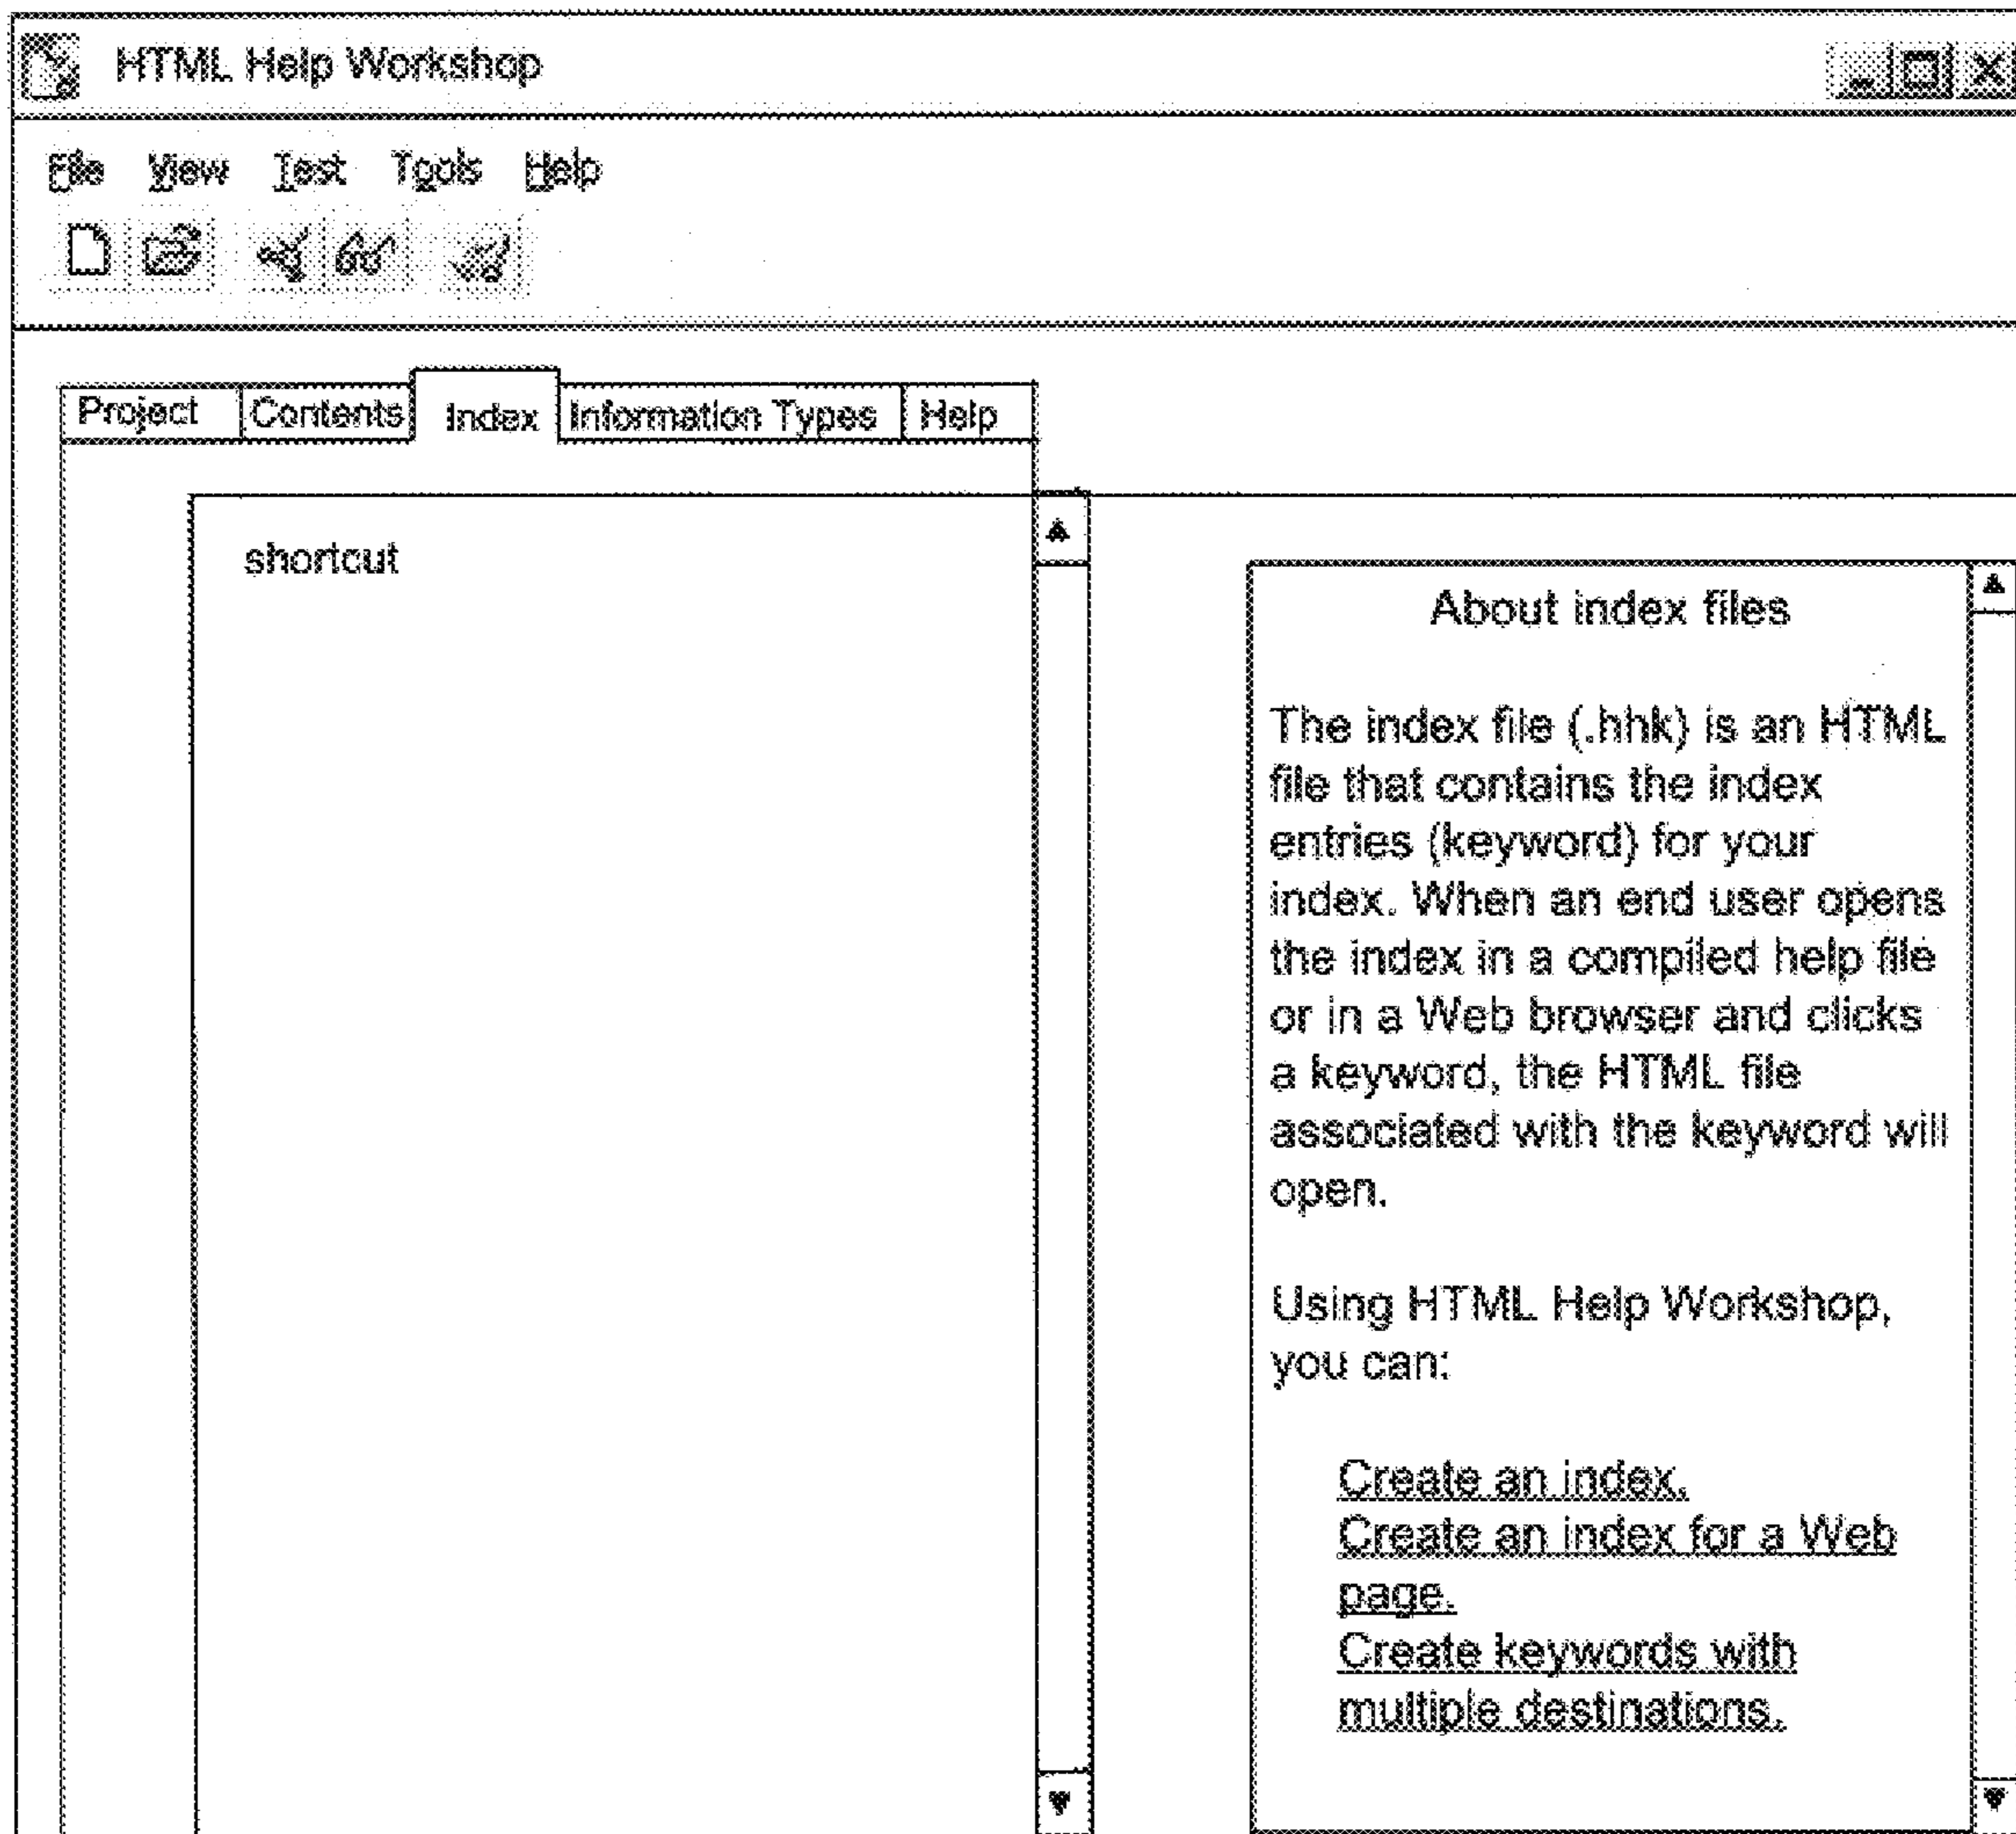 HTML Help Workshop
File View Test Tools Help
Project Contents Index Information Types Help
shortcut
About index files
The index file (.hhk) is an HTML
file that contains the index
entries (keyword) for your
index. When an end user opens
the index in a compiled help file
or in a Web browser and clicks
a keyword, the HTML file
associated with the keyword will
open.
Using HTML Help Workshop,
you can:
Create an index.
Create an index for a Web
page.
Create keywords with
multiple destinations.